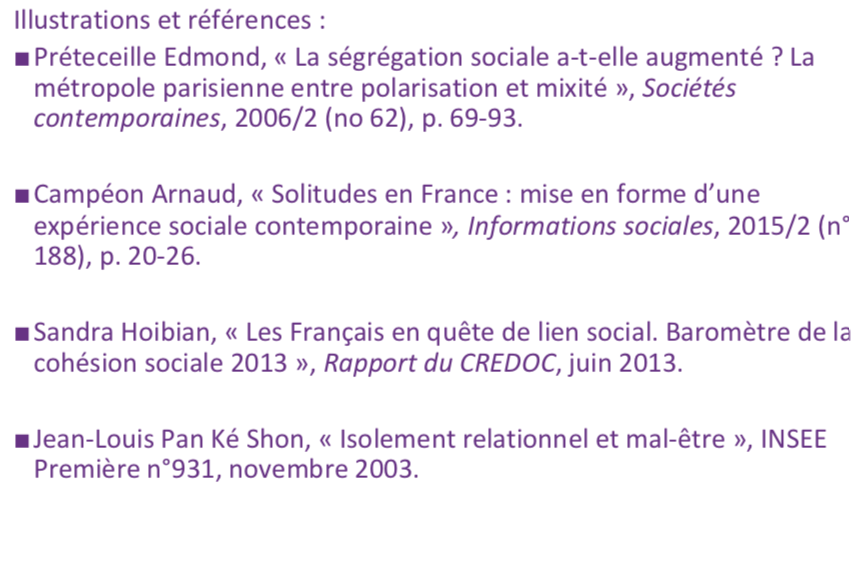 Illustrations et références :
■ Préteceille Edmond, « La ségrégation sociale a-t-elle augmenté ? La
métropole parisienne entre polarisation et mixité », Sociétés
contemporaines, 2006/2 (no 62), p. 69-93.
■ Campéon Arnaud, « Solitudes en France : mise en forme d’une
expérience sociale contemporaine », Informations sociales, 2015/2 (n°
188), p. 20-26.
■ Sandra Hoibian, « Les Français en quête de lien social. Baromètre de la
cohésion sociale 2013 », Rapport du CREDOC, juin 2013.
■ Jean-Louis Pan Ké Shon, « Isolement relationnel et mal-être », INSEE
Première n°931, novembre 2003.